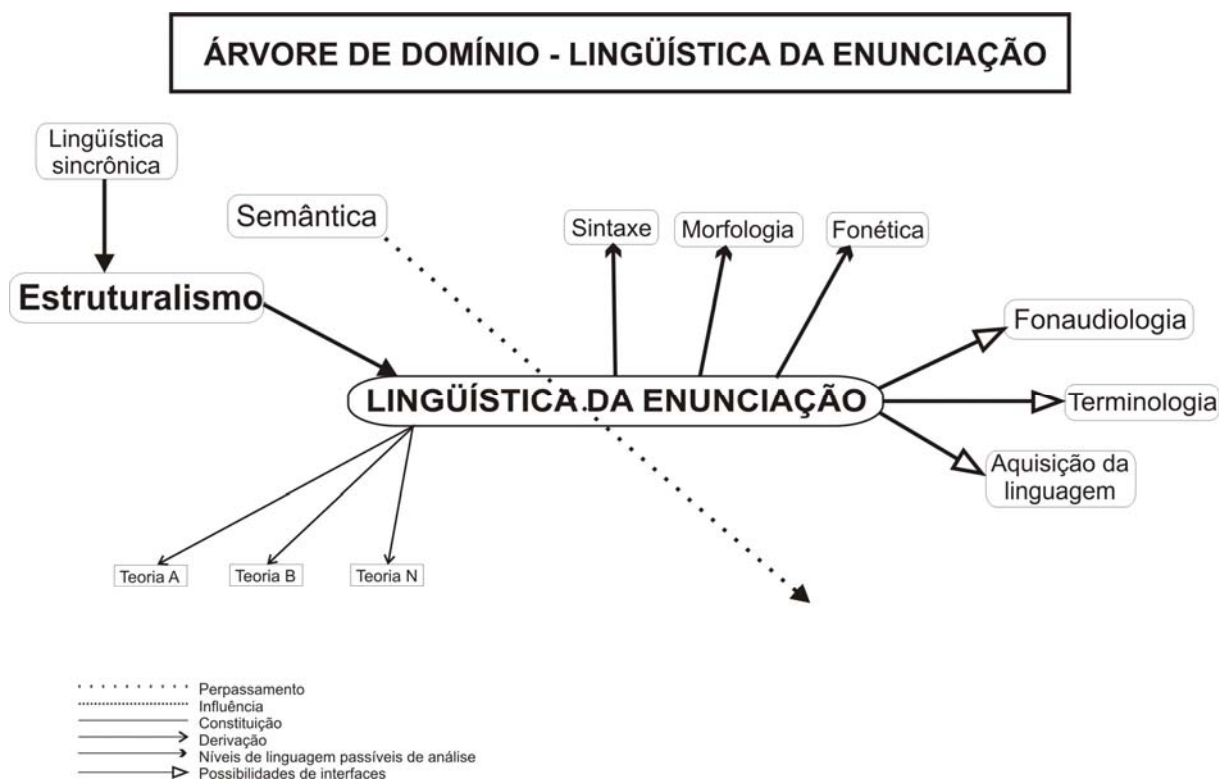 ÁRVORE DE DOMÍNIO - LINGÜÍSTICA DA ENUNCIAÇÃO
Lingüística
sincrônica
Semântica
Sintaxe
Morfologia
Fonética
Estruturalismo
Fonaudiologia
LINGÜÍSTICA DA ENUNCIAÇÃO
Terminologia
Aquisição da
linguagem
Teoria A
Teoria B
Teoria N
Perpassamento
Influência
Constituição
Derivação
Níveis de linguagem passíveis de análise
Possibilidades de interfaces